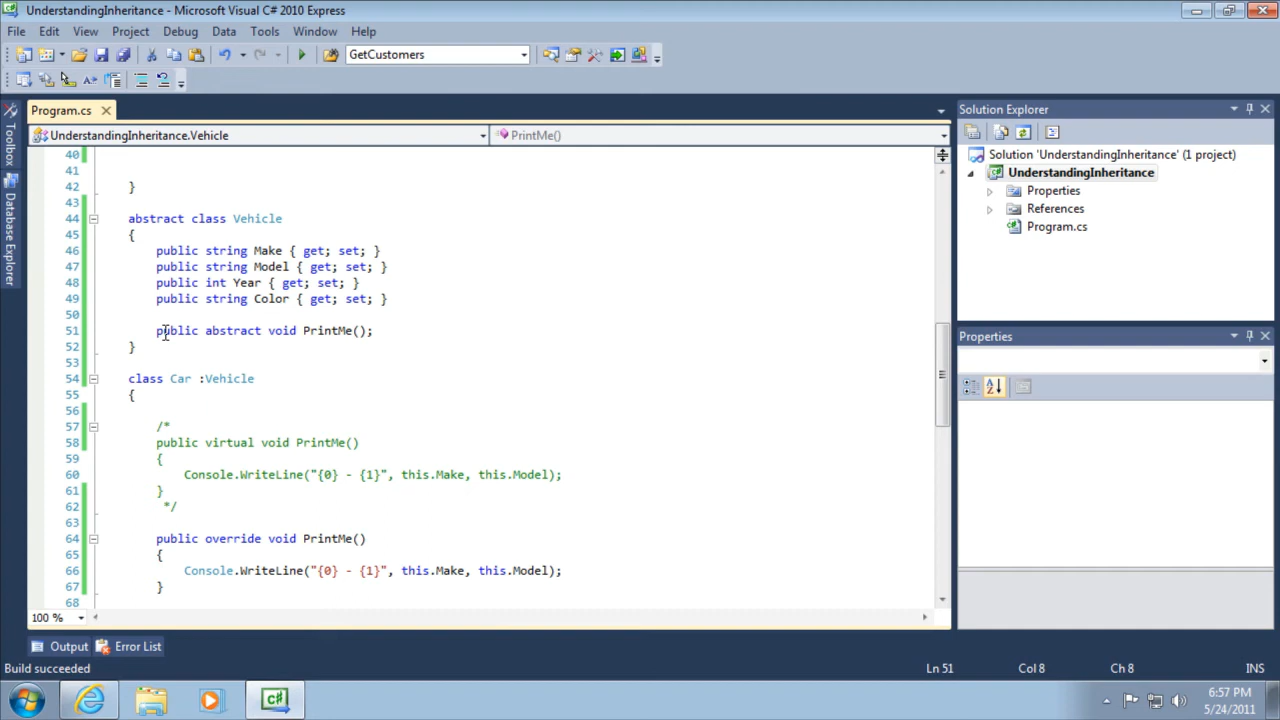 UnderstandingInheritance - Microsoft Visual C# 2010 Express
File Edit View Project Debug Data Tools Window Help
GetCustomers
Program.cs
UnderstandingInheritance.Vehicle PrintMe()
40
41
42 }
43
44 abstract class Vehicle
45 {
46 public string Make { get; set; }
47 public string Model { get; set; }
48 public int Year { get; set; }
49 public string Color { get; set; }
50
51 public abstract void PrintMe();
52 }
53
54 class Car :Vehicle
55 {
56
57 /*
58 public virtual void PrintMe()
59 {
60 Console.WriteLine("{0} - {1}", this.Make, this.Model);
61 }
62 */
63
64 public override void PrintMe()
65 {
66 Console.WriteLine("{0} - {1}", this.Make, this.Model);
67 }
68
100 %
Toolbox
Database Explorer
Solution Explorer
Solution 'UnderstandingInheritance' (1 project)
UnderstandingInheritance
Properties
References
Program.cs
Properties
Output Error List
Build succeeded Ln 51 Col 8 Ch 8 INS
C#
6:57 PM
5/24/2011